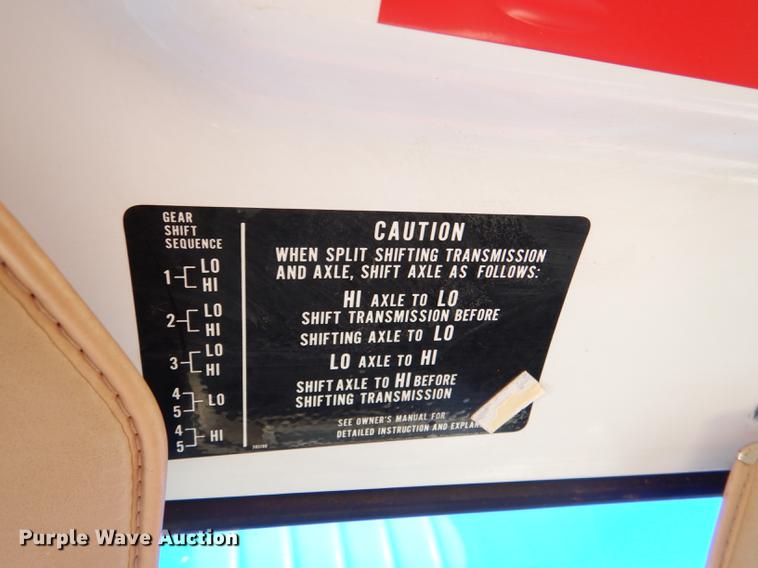 GEAR
SHIFT
SEQUENCE
1 LO
HI
2 LO
HI
3 LO
HI
4
5 LO
4
5 HI
CAUTION
WHEN SPLIT SHIFTING TRANSMISSION
AND AXLE, SHIFT AXLE AS FOLLOWS:
HI AXLE TO LO
SHIFT TRANSMISSION BEFORE
SHIFTING AXLE TO LO
LO AXLE TO HI
SHIFT AXLE TO HI BEFORE
SHIFTING TRANSMISSION
SEE OWNER'S MANUAL FOR
DETAILED INSTRUCTION AND
Purple Wave Auction